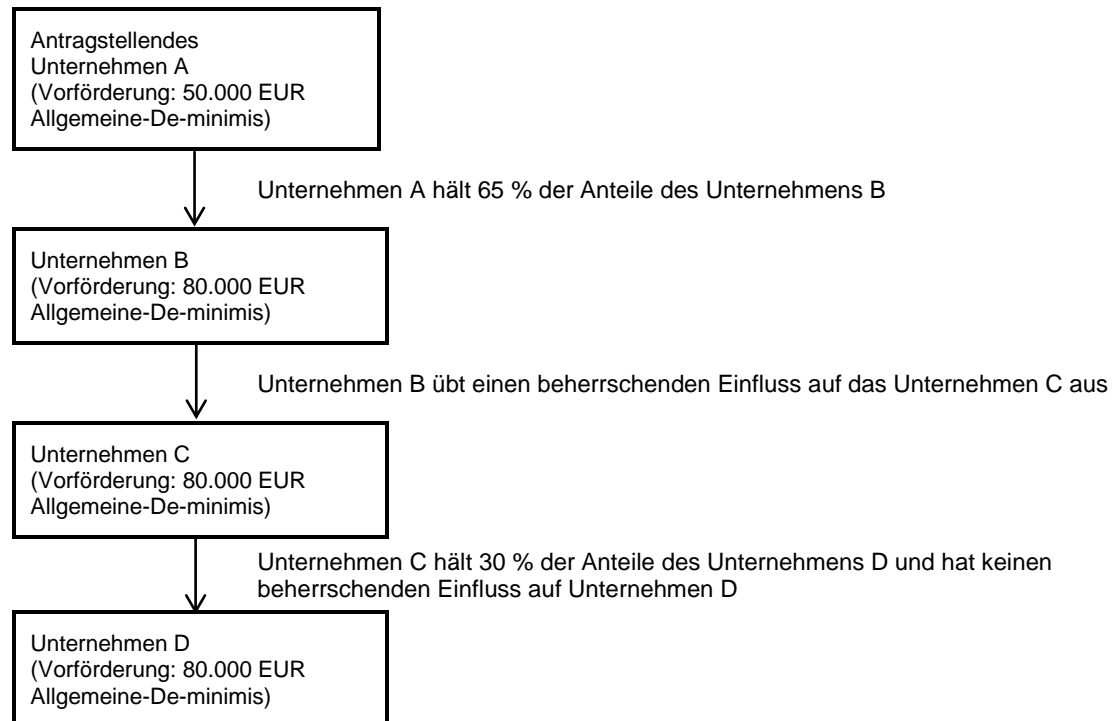 Antragstellendes
Unternehmen A
(Vorförderung: 50.000 EUR
Allgemeine-De-minimis)
Unternehmen A hält 65 % der Anteile des Unternehmens B
Unternehmen B
(Vorförderung: 80.000 EUR
Allgemeine-De-minimis)
Unternehmen B übt einen beherrschenden Einfluss auf das Unternehmen C aus
Unternehmen C
(Vorförderung: 80.000 EUR
Allgemeine-De-minimis)
Unternehmen C hält 30 % der Anteile des Unternehmens D und hat keinen
beherrschenden Einfluss auf Unternehmen D
Unternehmen D
(Vorförderung: 80.000 EUR
Allgemeine-De-minimis)